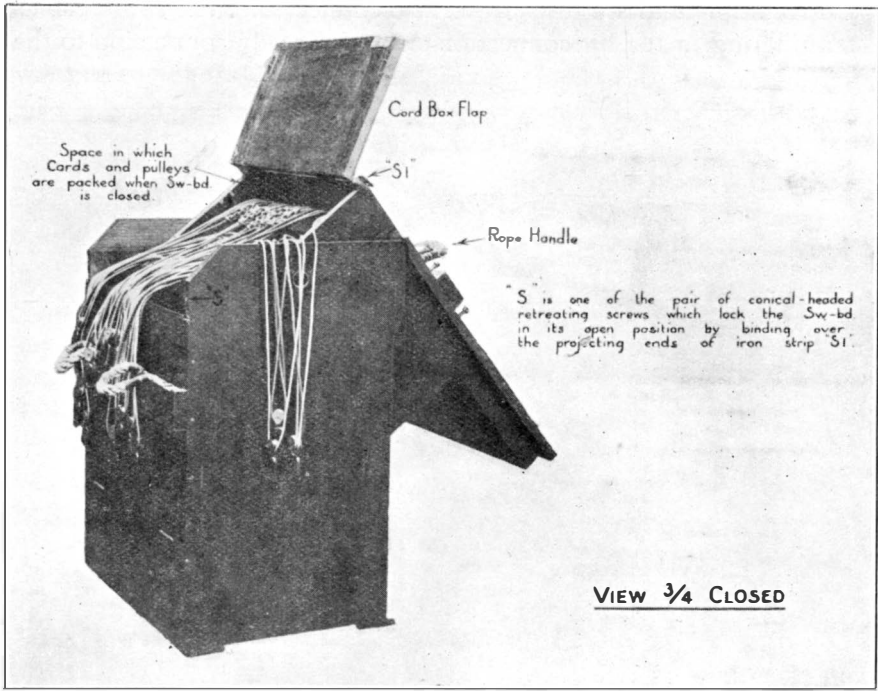 Cord Box Flap
Space in which
Cords and pulleys
are packed when Sw-bd.
is closed.
"S1"
Rope Handle
"S"
"S" is one of the pair of conical-headed
retreating screws which lock the Sw-bd.
in its open position by binding over
the projecting ends of iron strip "S1".
VIEW 3/4 CLOSED